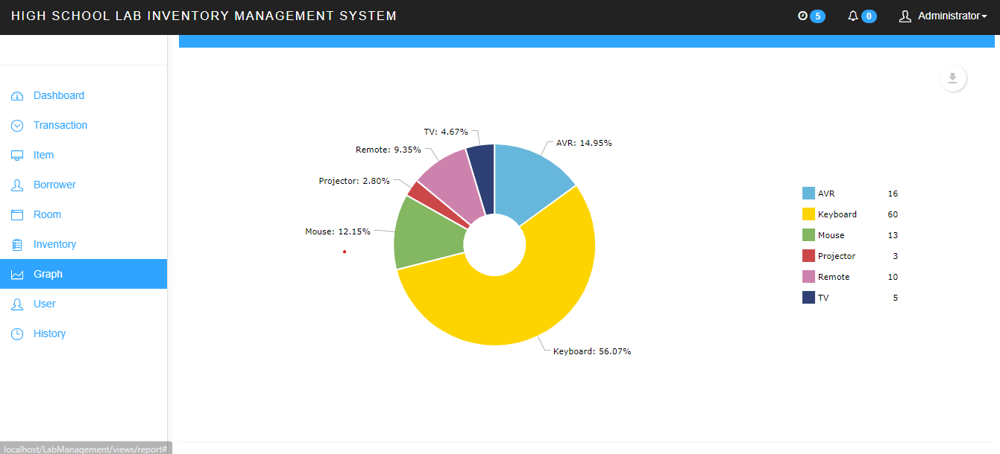 HIGH SCHOOL LAB INVENTORY MANAGEMENT SYSTEM
5
0
Administrator
Dashboard
Transaction
Item
Borrower
Room
Inventory
Graph
User
History
TV: 4.67%
AVR: 14.95%
Remote: 9.35%
Projector: 2.80%
Mouse: 12.15%
Keyboard: 56.07%
AVR 16
Keyboard 60
Mouse 13
Projector 3
Remote 10
TV 5
localhost/LabManagement/views/report#